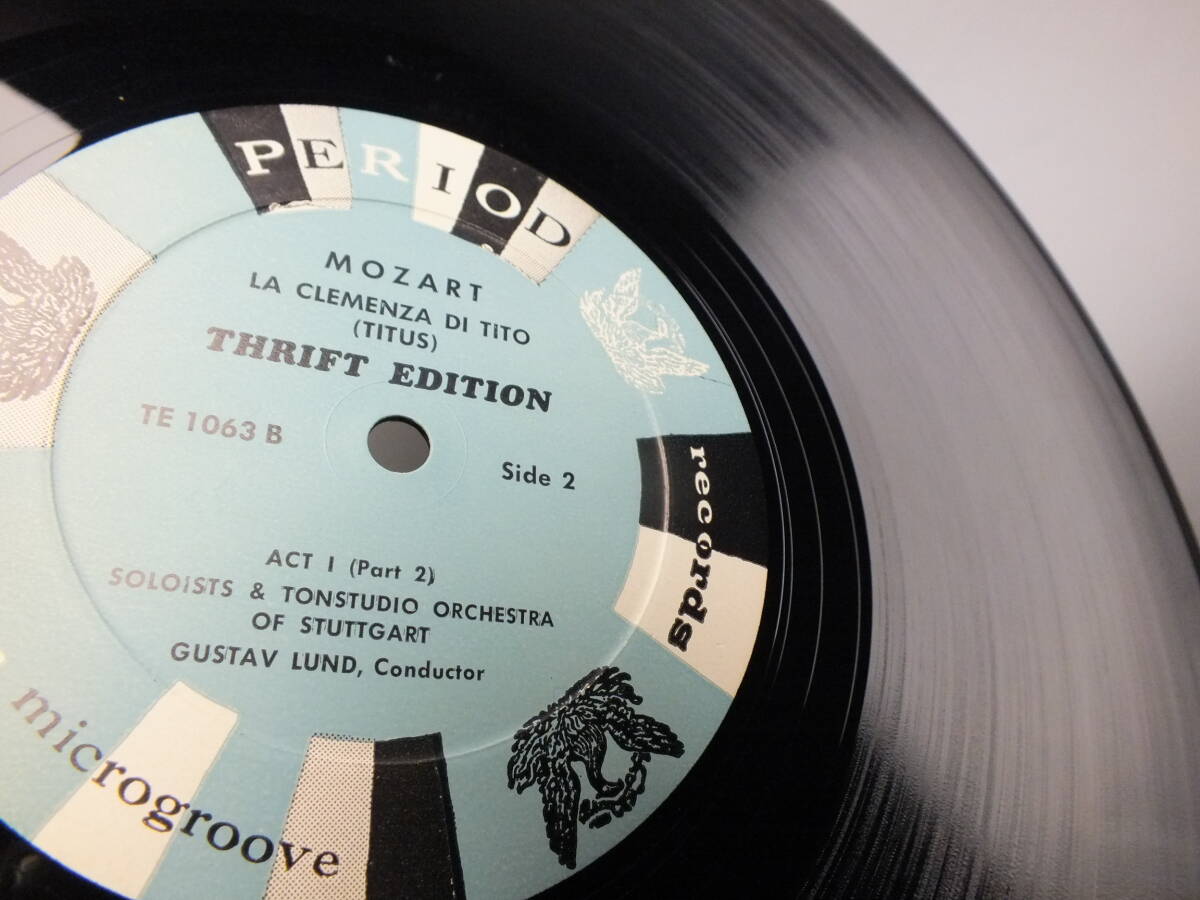 PERIOD
MOZART
LA CLEMENZA DI TiTO
(TITUS)
THRIFT EDITION
TE 1063 B
Side 2
records
ACT I (Part 2)
SOLOiSTS & TONSTUDIO ORCHESTRA
OF STUTTGART
GUSTAV LUND, Conductor
microgroove